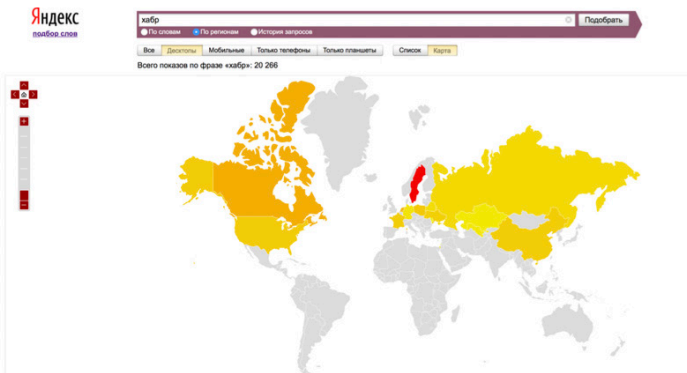 Яндекс
подбор слов
хабр
Подобрать
По словам По регионам История запросов
Все Десктопы Мобильные Только телефоны Только планшеты Список Карта
Всего показов по фразе «хабр»: 20 266